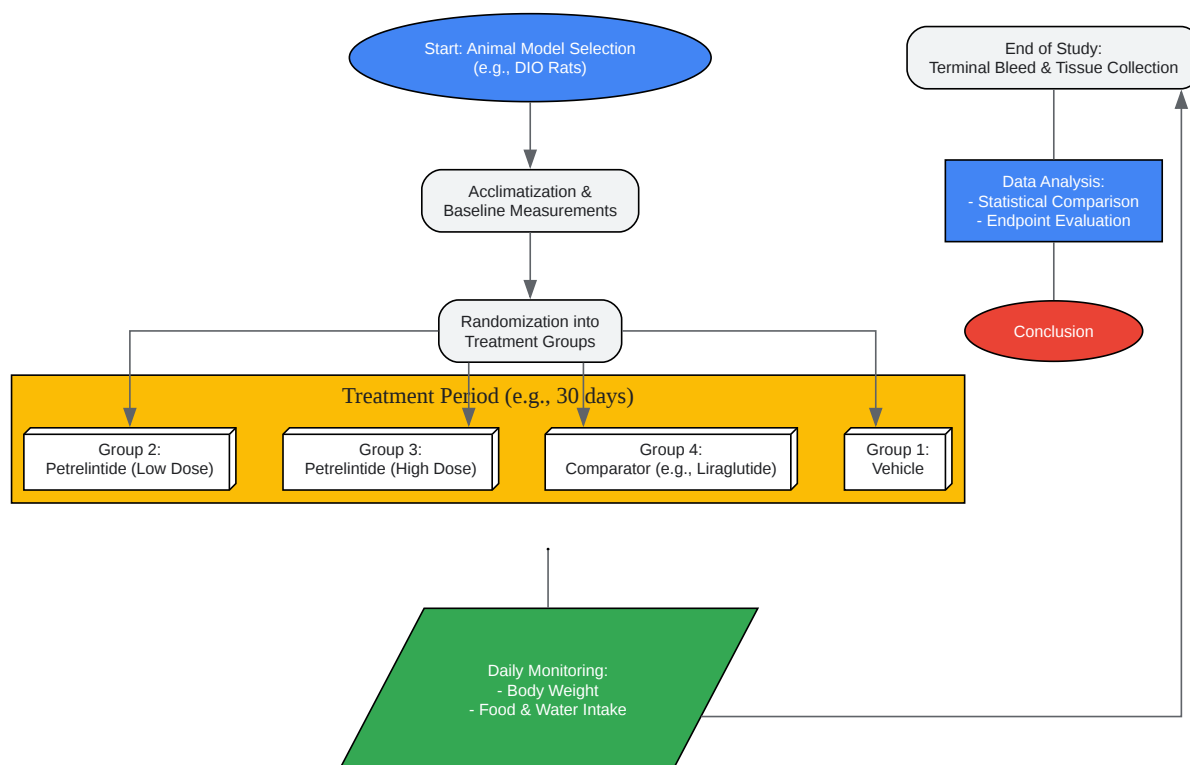 Start: Animal Model Selection
(e.g., DIO Rats)
Acclimatization &
Baseline Measurements
Randomization into
Treatment Groups
Treatment Period (e.g., 30 days)
Group 2:
Petrelintide (Low Dose)
Group 3:
Petrelintide (High Dose)
Group 4:
Comparator (e.g., Liraglutide)
Group 1:
Vehicle
Daily Monitoring:
- Body Weight
- Food & Water Intake
End of Study:
Terminal Bleed & Tissue Collection
Data Analysis:
- Statistical Comparison
- Endpoint Evaluation
Conclusion